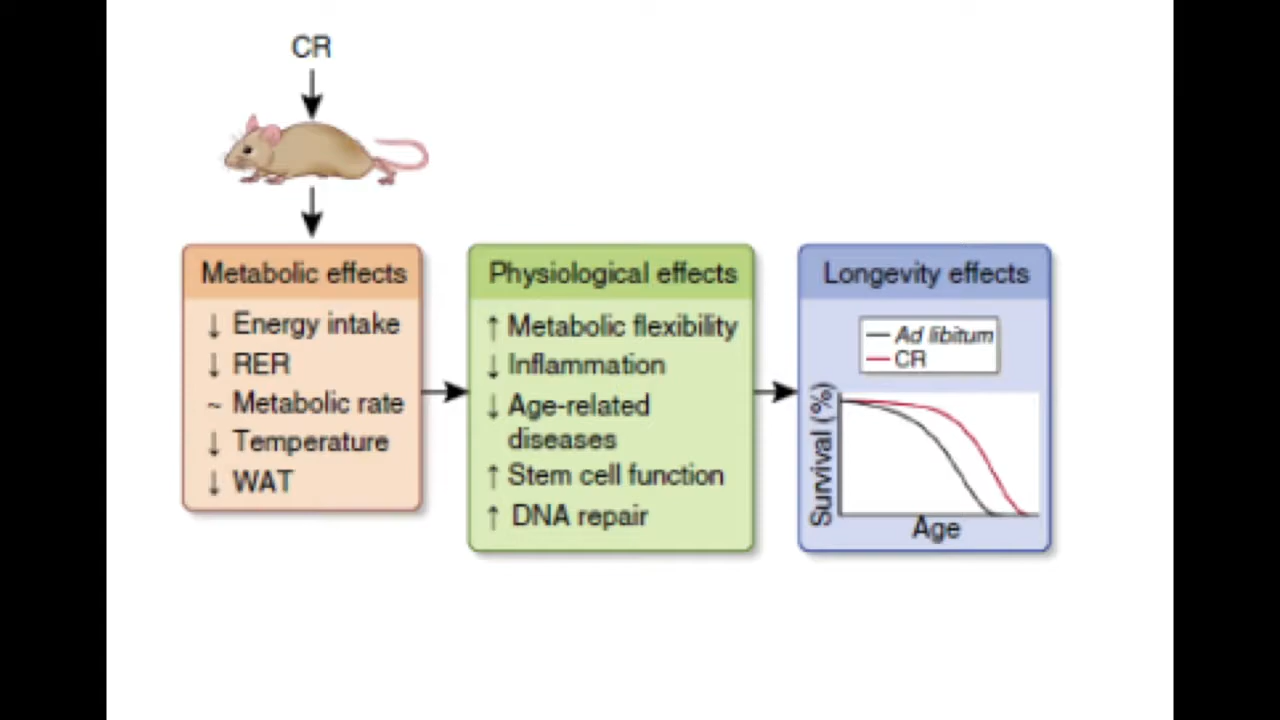 CR
Metabolic effects
↓ Energy intake
↓ RER
~ Metabolic rate
↓ Temperature
↓ WAT
Physiological effects
↑ Metabolic flexibility
↓ Inflammation
↓ Age-related
diseases
↑ Stem cell function
↑ DNA repair
Longevity effects
Ad libitum
CR
Survival (%)
Age